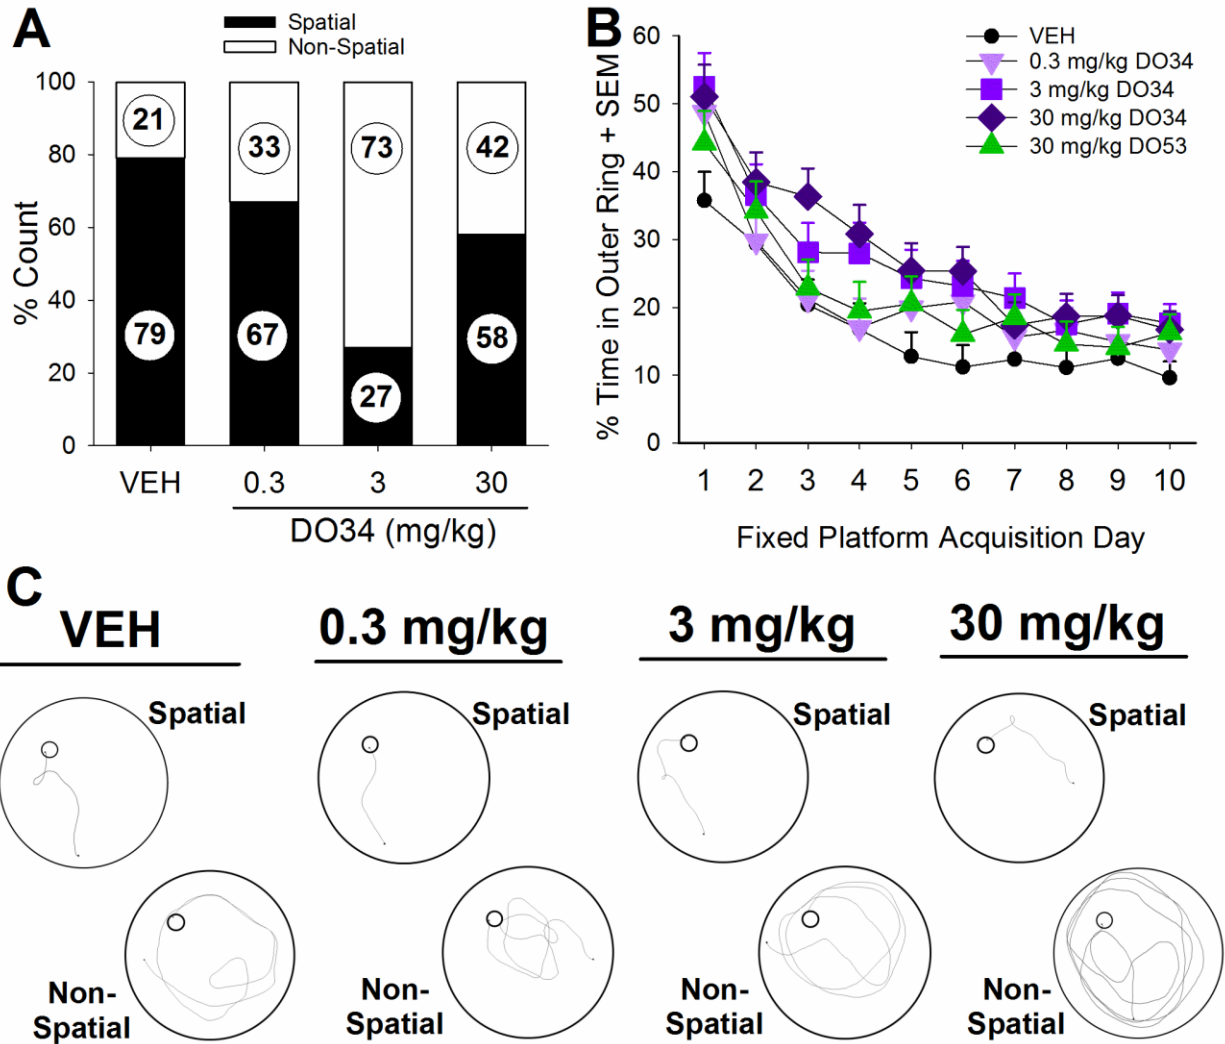 A
Spatial
Non-Spatial
% Count
100
80
60
40
20
0
21
33
73
42
79
67
27
58
VEH
0.3
3
30
DO34 (mg/kg)
B
% Time in Outer Ring + SEM
60
50
40
30
20
10
0
VEH
0.3 mg/kg DO34
3 mg/kg DO34
30 mg/kg DO34
30 mg/kg DO53
1 2 3 4 5 6 7 8 9 10
Fixed Platform Acquisition Day
C
VEH
0.3 mg/kg
3 mg/kg
30 mg/kg
Spatial
Spatial
Spatial
Spatial
Non-
Spatial
Non-
Spatial
Non-
Spatial
Non-
Spatial